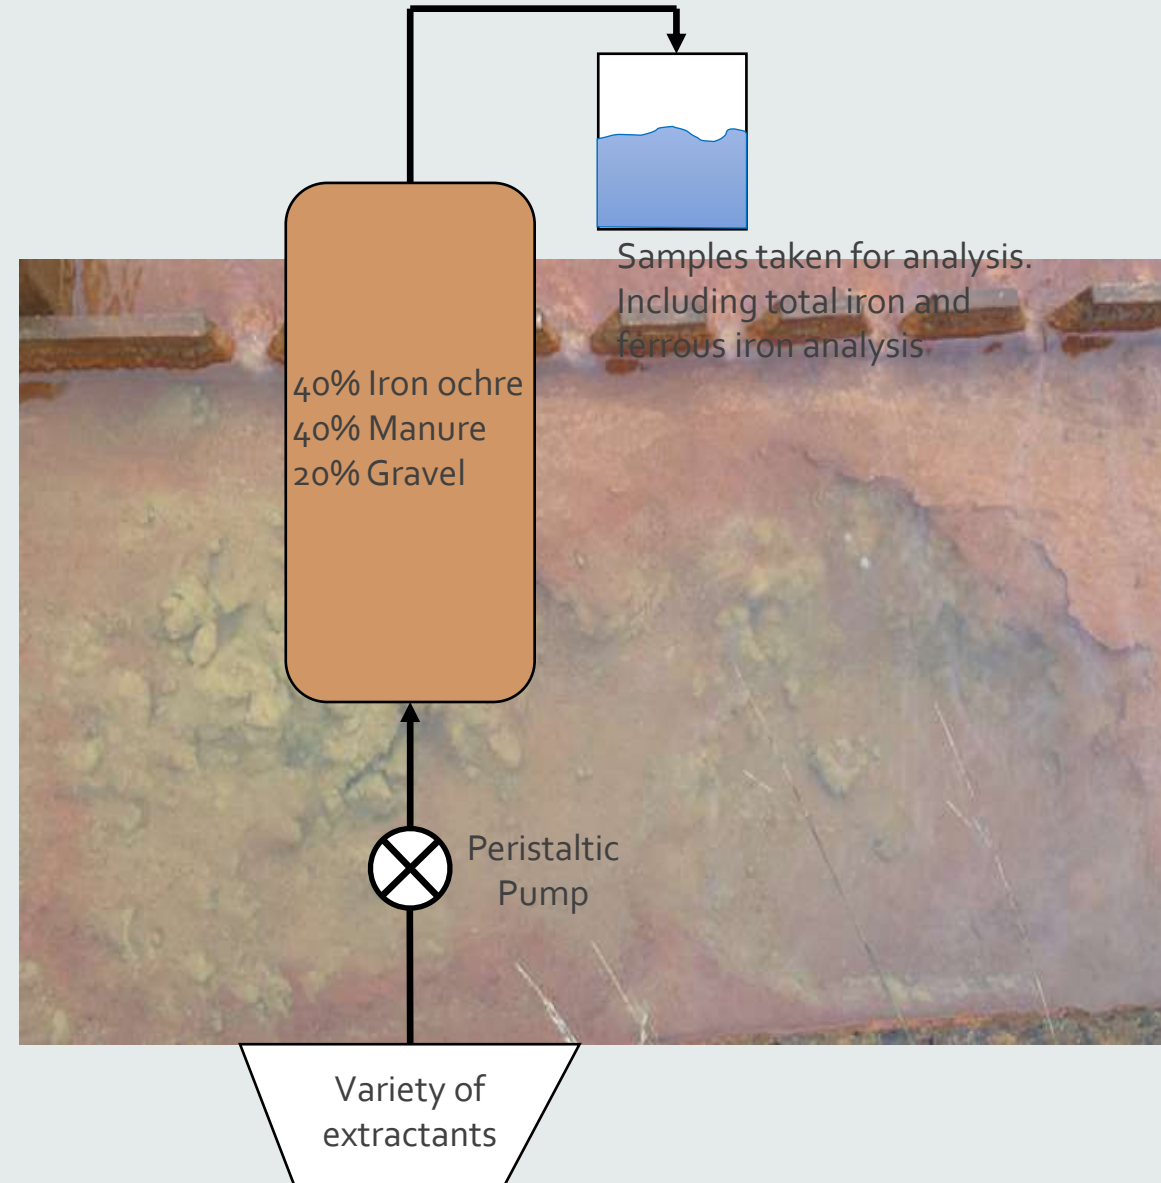 Samples taken for analysis.
Including total iron and
ferrous iron analysis
40% Iron ochre
40% Manure
20% Gravel
Peristaltic
Pump
Variety of
extractants